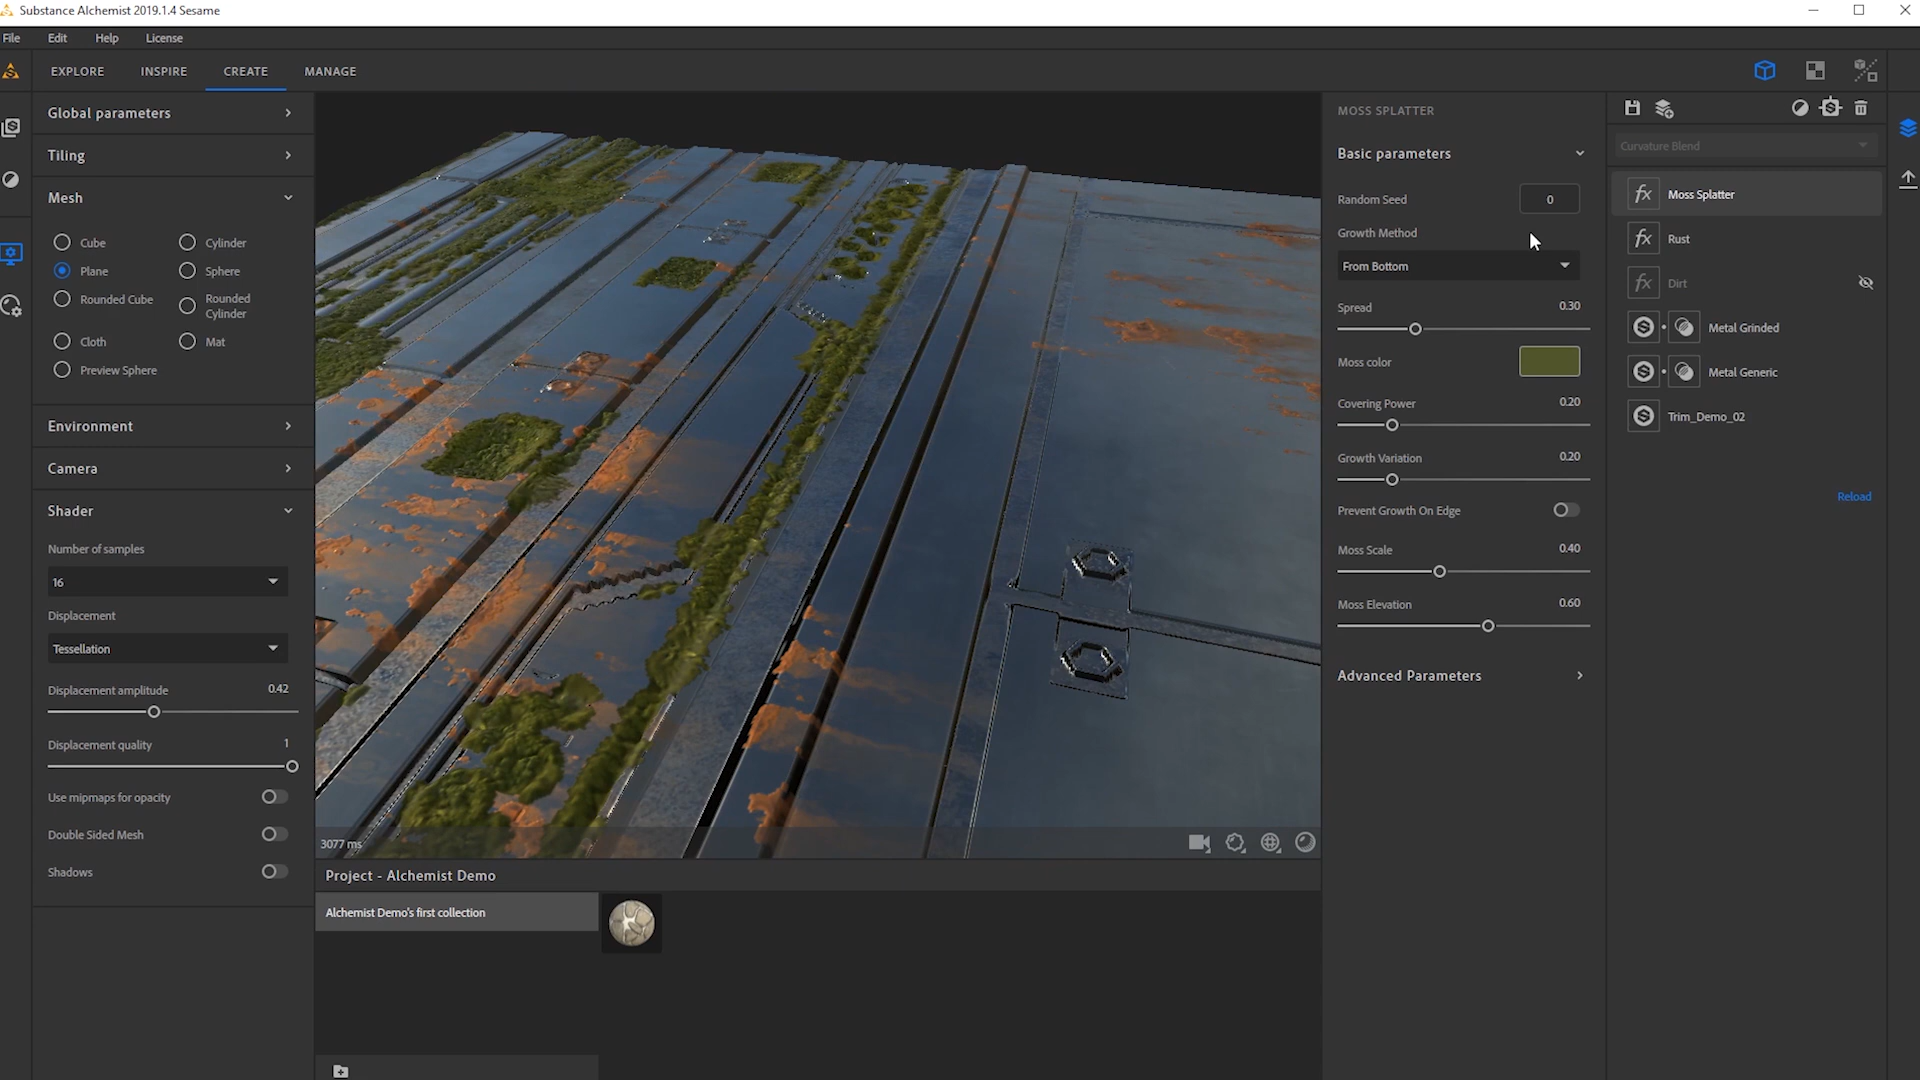 Substance Alchemist 2019.1.4 Sesame
File Edit Help License
EXPLORE INSPIRE CREATE MANAGE
Global parameters
Tiling
Mesh
Cube Cylinder
Plane Sphere
Rounded Cube Rounded Cylinder
Cloth Mat
Preview Sphere
Environment
Camera
Shader
Number of samples
16
Displacement
Tessellation
Displacement amplitude 0.42
Displacement quality 1
Use mipmaps for opacity
Double Sided Mesh
Shadows
3077 ms
Project - Alchemist Demo
Alchemist Demo's first collection
MOSS SPLATTER
Basic parameters
Random Seed 0
Growth Method
From Bottom
Spread 0.30
Moss color
Covering Power 0.20
Growth Variation 0.20
Prevent Growth On Edge
Moss Scale 0.40
Moss Elevation 0.60
Advanced Parameters
Curvature Blend
fx Moss Splatter
fx Rust
fx Dirt
Metal Grinded
Metal Generic
Trim_Demo_02
Reload